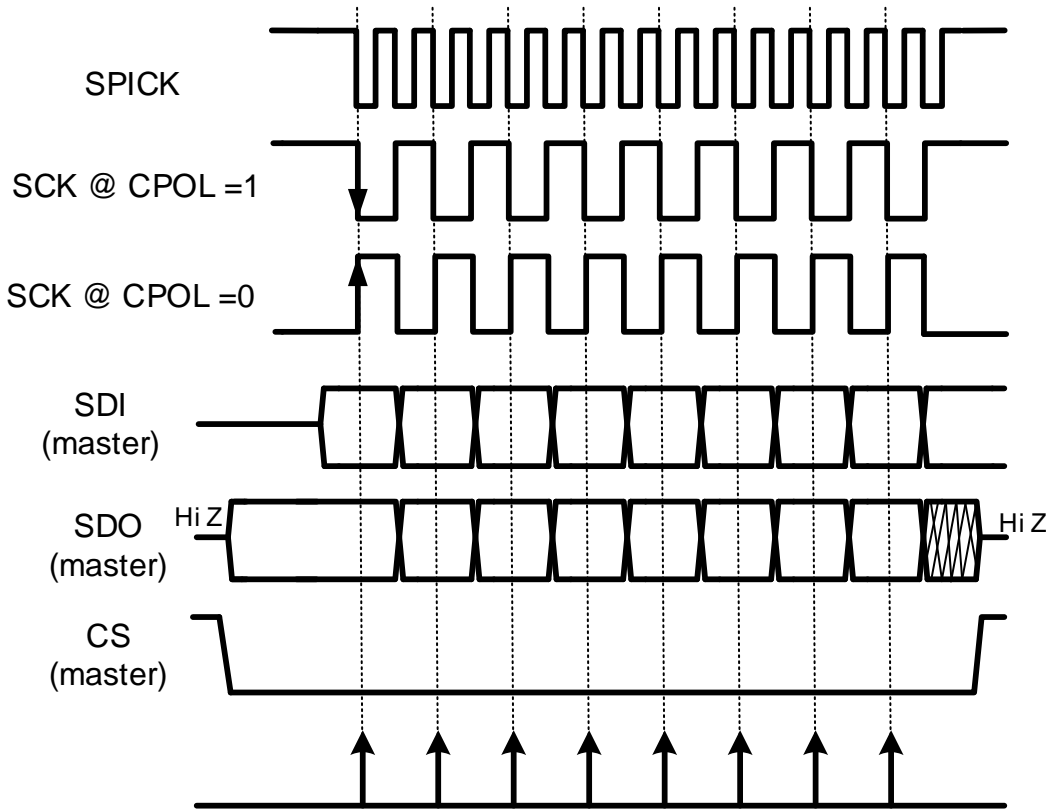 SPICK
SCK @ CPOL =1
SCK @ CPOL =0
SDI
(master)
Hi Z
SDO
(master)
Hi Z
CS
(master)